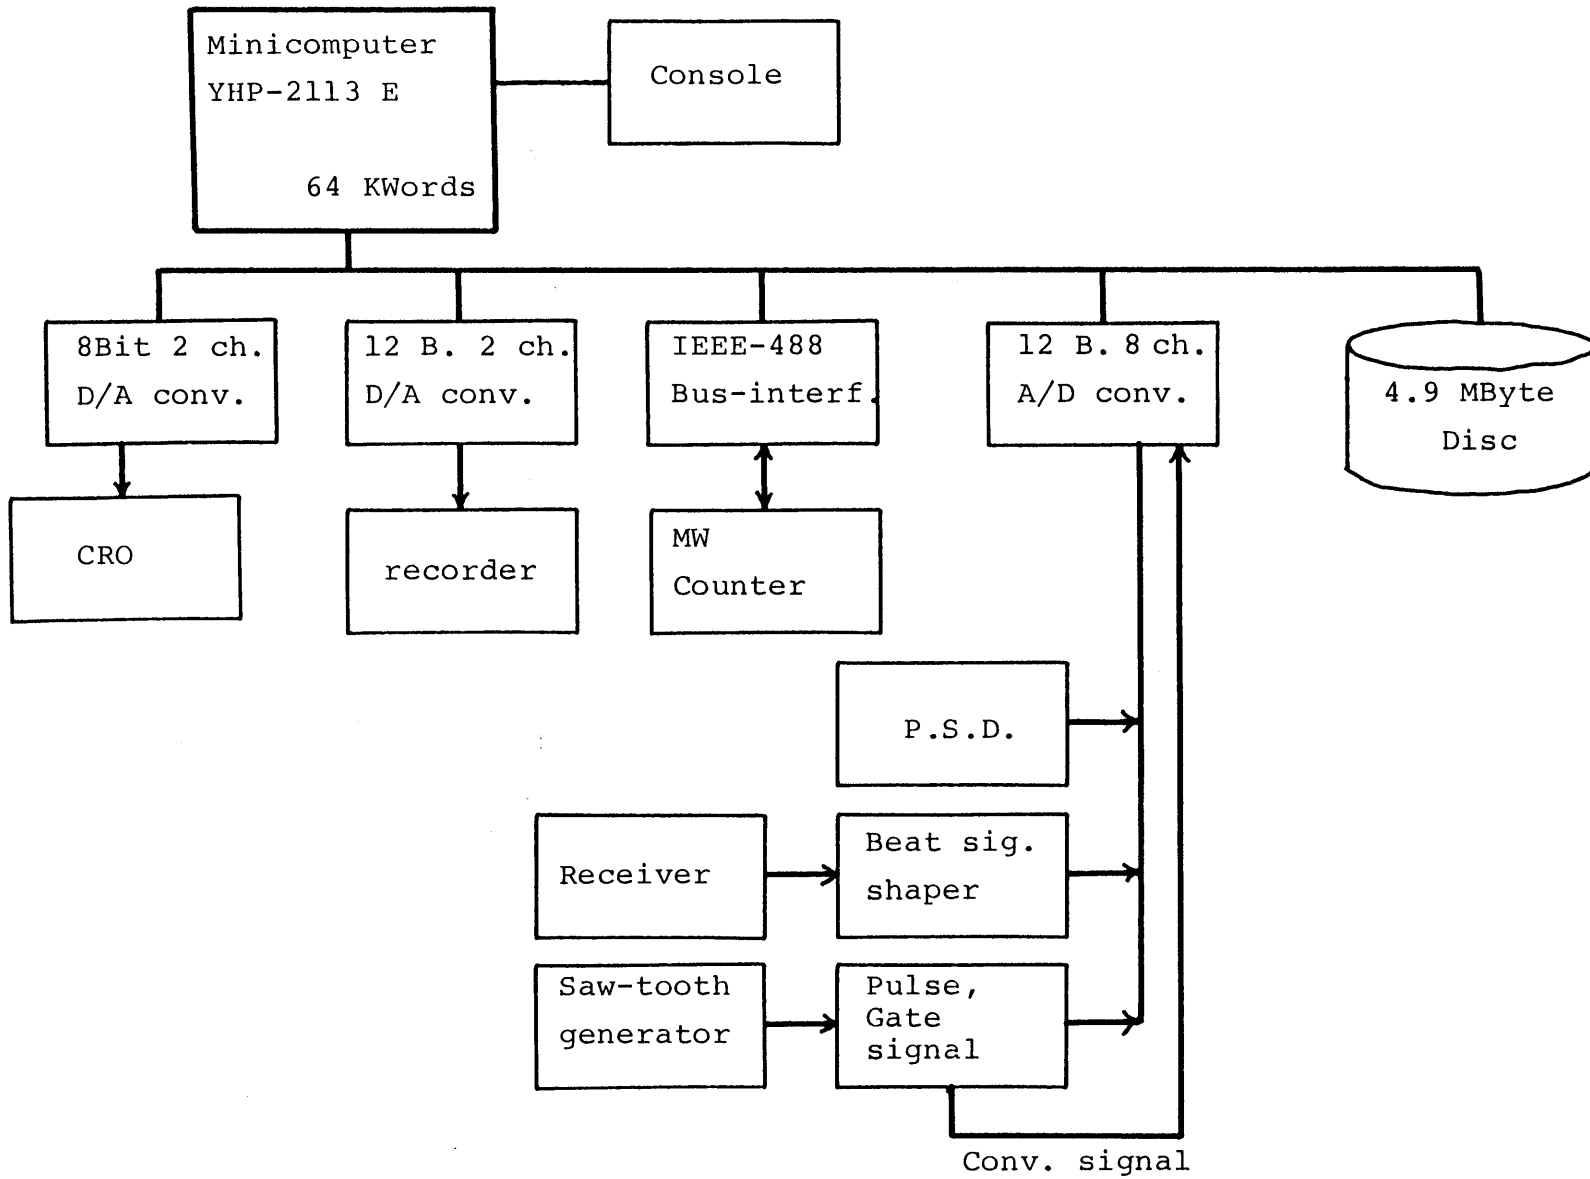 Minicomputer
YHP-2113 E
64 KWords
Console
8Bit 2 ch.
D/A conv.
12 B. 2 ch.
D/A conv.
IEEE-488
Bus-interf.
12 B. 8 ch.
A/D conv.
4.9 MByte
Disc
CRO
recorder
MW
Counter
P.S.D.
Receiver
Beat sig.
shaper
Saw-tooth
generator
Pulse,
Gate
signal
Conv. signal